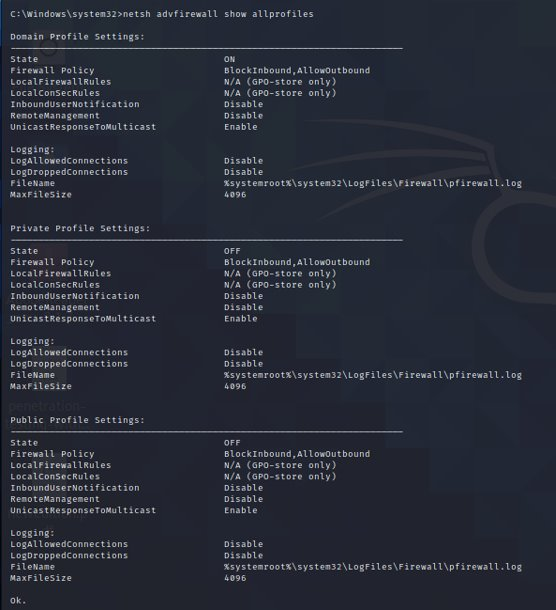 C:\Windows\system32>netsh advfirewall show allprofiles
Domain Profile Settings:
State ON
Firewall Policy BlockInbound,AllowOutbound
LocalFirewallRules N/A (GPO-store only)
LocalConSecRules N/A (GPO-store only)
InboundUserNotification Disable
RemoteManagement Disable
UnicastResponseToMulticast Enable
Logging:
LogAllowedConnections Disable
LogDroppedConnections Disable
FileName %systemroot%\system32\LogFiles\Firewall\pfirewall.log
MaxFileSize 4096
Private Profile Settings:
State OFF
Firewall Policy BlockInbound,AllowOutbound
LocalFirewallRules N/A (GPO-store only)
LocalConSecRules N/A (GPO-store only)
InboundUserNotification Disable
RemoteManagement Disable
UnicastResponseToMulticast Enable
Logging:
LogAllowedConnections Disable
LogDroppedConnections Disable
FileName %systemroot%\system32\LogFiles\Firewall\pfirewall.log
MaxFileSize 4096
penetration-
Public Profile Settings:
State OFF
Firewall Policy BlockInbound,AllowOutbound
LocalFirewallRules N/A (GPO-store only)
LocalConSecRules N/A (GPO-store only)
InboundUserNotification Disable
RemoteManagement Disable
UnicastResponseToMulticast Enable
Logging:
LogAllowedConnections Disable
LogDroppedConnections Disable
FileName %systemroot%\system32\LogFiles\Firewall\pfirewall.log
MaxFileSize 4096
Ok.